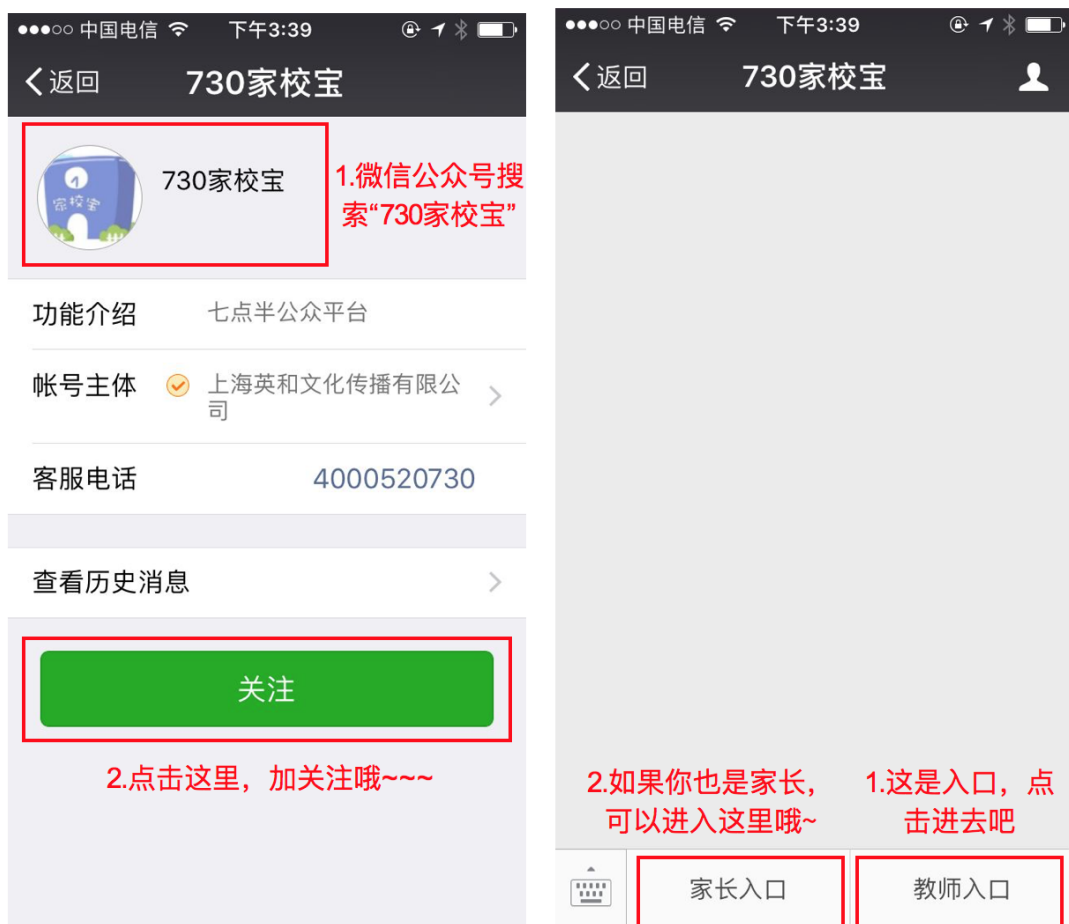 中国电信 下午3:39
返回 730家校宝
家校宝
730家校宝
1.微信公众号搜
索“730家校宝”
功能介绍 七点半公众平台
帐号主体 上海英和文化传播有限公
司
客服电话 4000520730
查看历史消息
关注
2.点击这里，加关注哦~~~
中国电信 下午3:39
返回 730家校宝
2.如果你也是家长，
可以进入这里哦~
1.这是入口，点
击进去吧
家长入口 教师入口